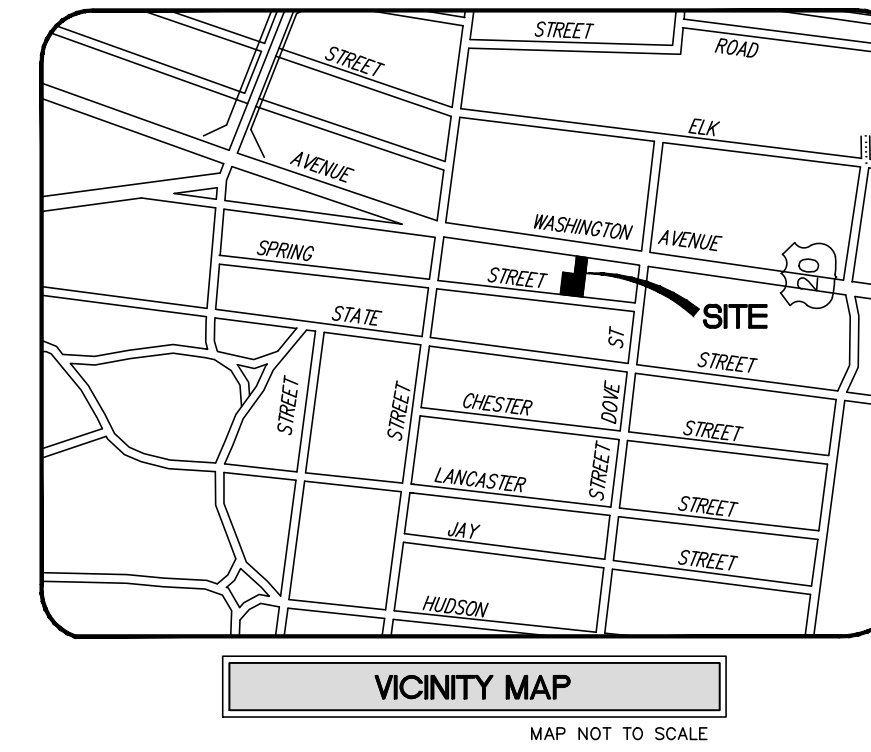 STREET
ROAD
STREET
ELK
AVENUE
WASHINGTON AVENUE
SPRING STREET
20
SITE
STATE STREET
ST
DOVE
STREET
STREET
CHESTER STREET
STREET
LANCASTER STREET
JAY STREET
HUDSON
VICINITY MAP
MAP NOT TO SCALE